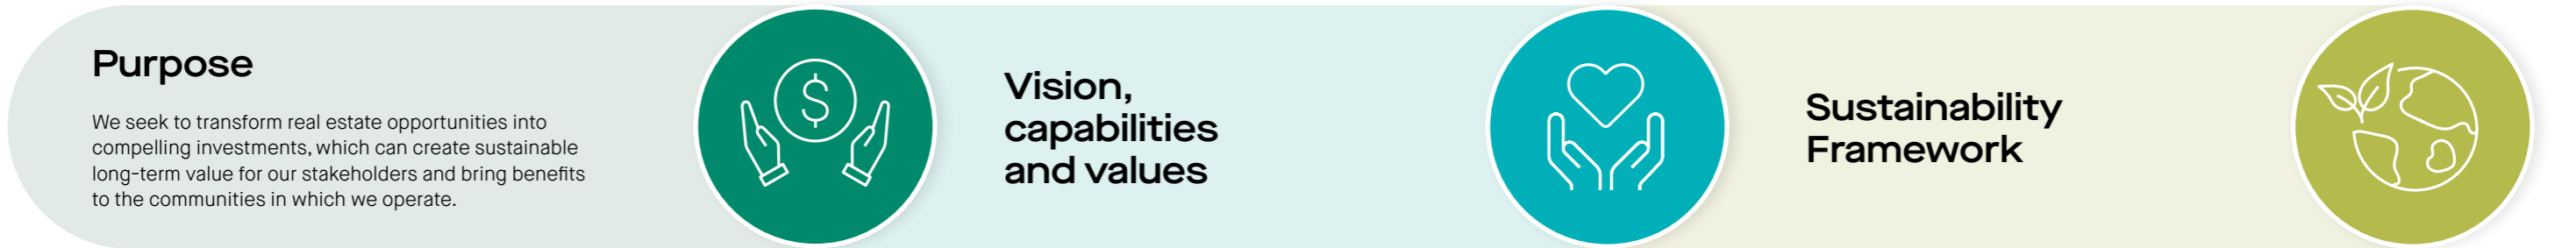 Purpose
We seek to transform real estate opportunities into
compelling investments, which can create sustainable
long-term value for our stakeholders and bring benefits
to the communities in which we operate.
$
Vision,
capabilities
and values
Sustainability
Framework